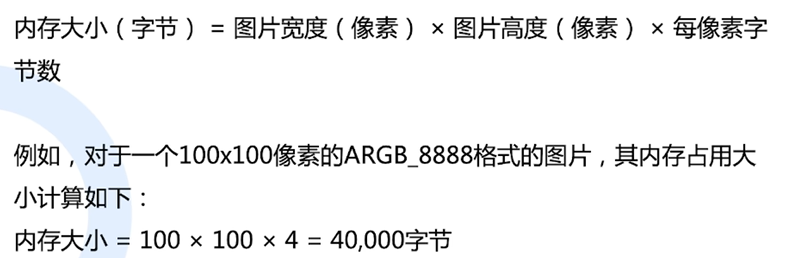 内存大小（字节） = 图片宽度（像素） × 图片高度（像素） × 每像素字
节数
例如，对于一个100x100像素的ARGB_8888格式的图片，其内存占用大
小计算如下：
内存大小 = 100 × 100 × 4 = 40,000字节